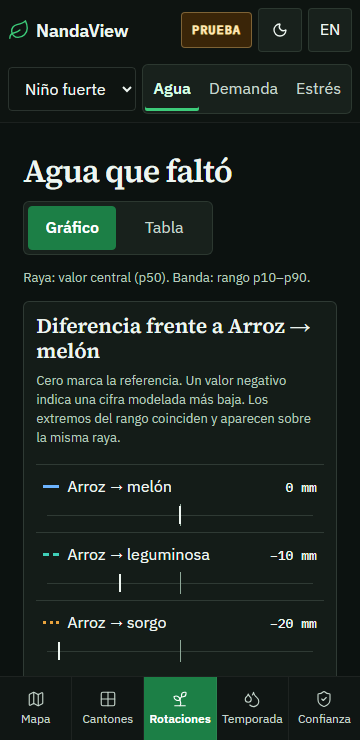 NandaView
PRUEBA
EN
Niño fuerte
Agua
Demanda
Estrés
Agua que faltó
Gráfico
Tabla
Raya: valor central (p50). Banda: rango p10–p90.
Diferencia frente a Arroz →
melón
Cero marca la referencia. Un valor negativo
indica una cifra modelada más baja. Los
extremos del rango coinciden y aparecen sobre
la misma raya.
Arroz → melón
0 mm
Arroz → leguminosa
−10 mm
Arroz → sorgo
−20 mm
Mapa
Cantones
Rotaciones
Temporada
Confianza